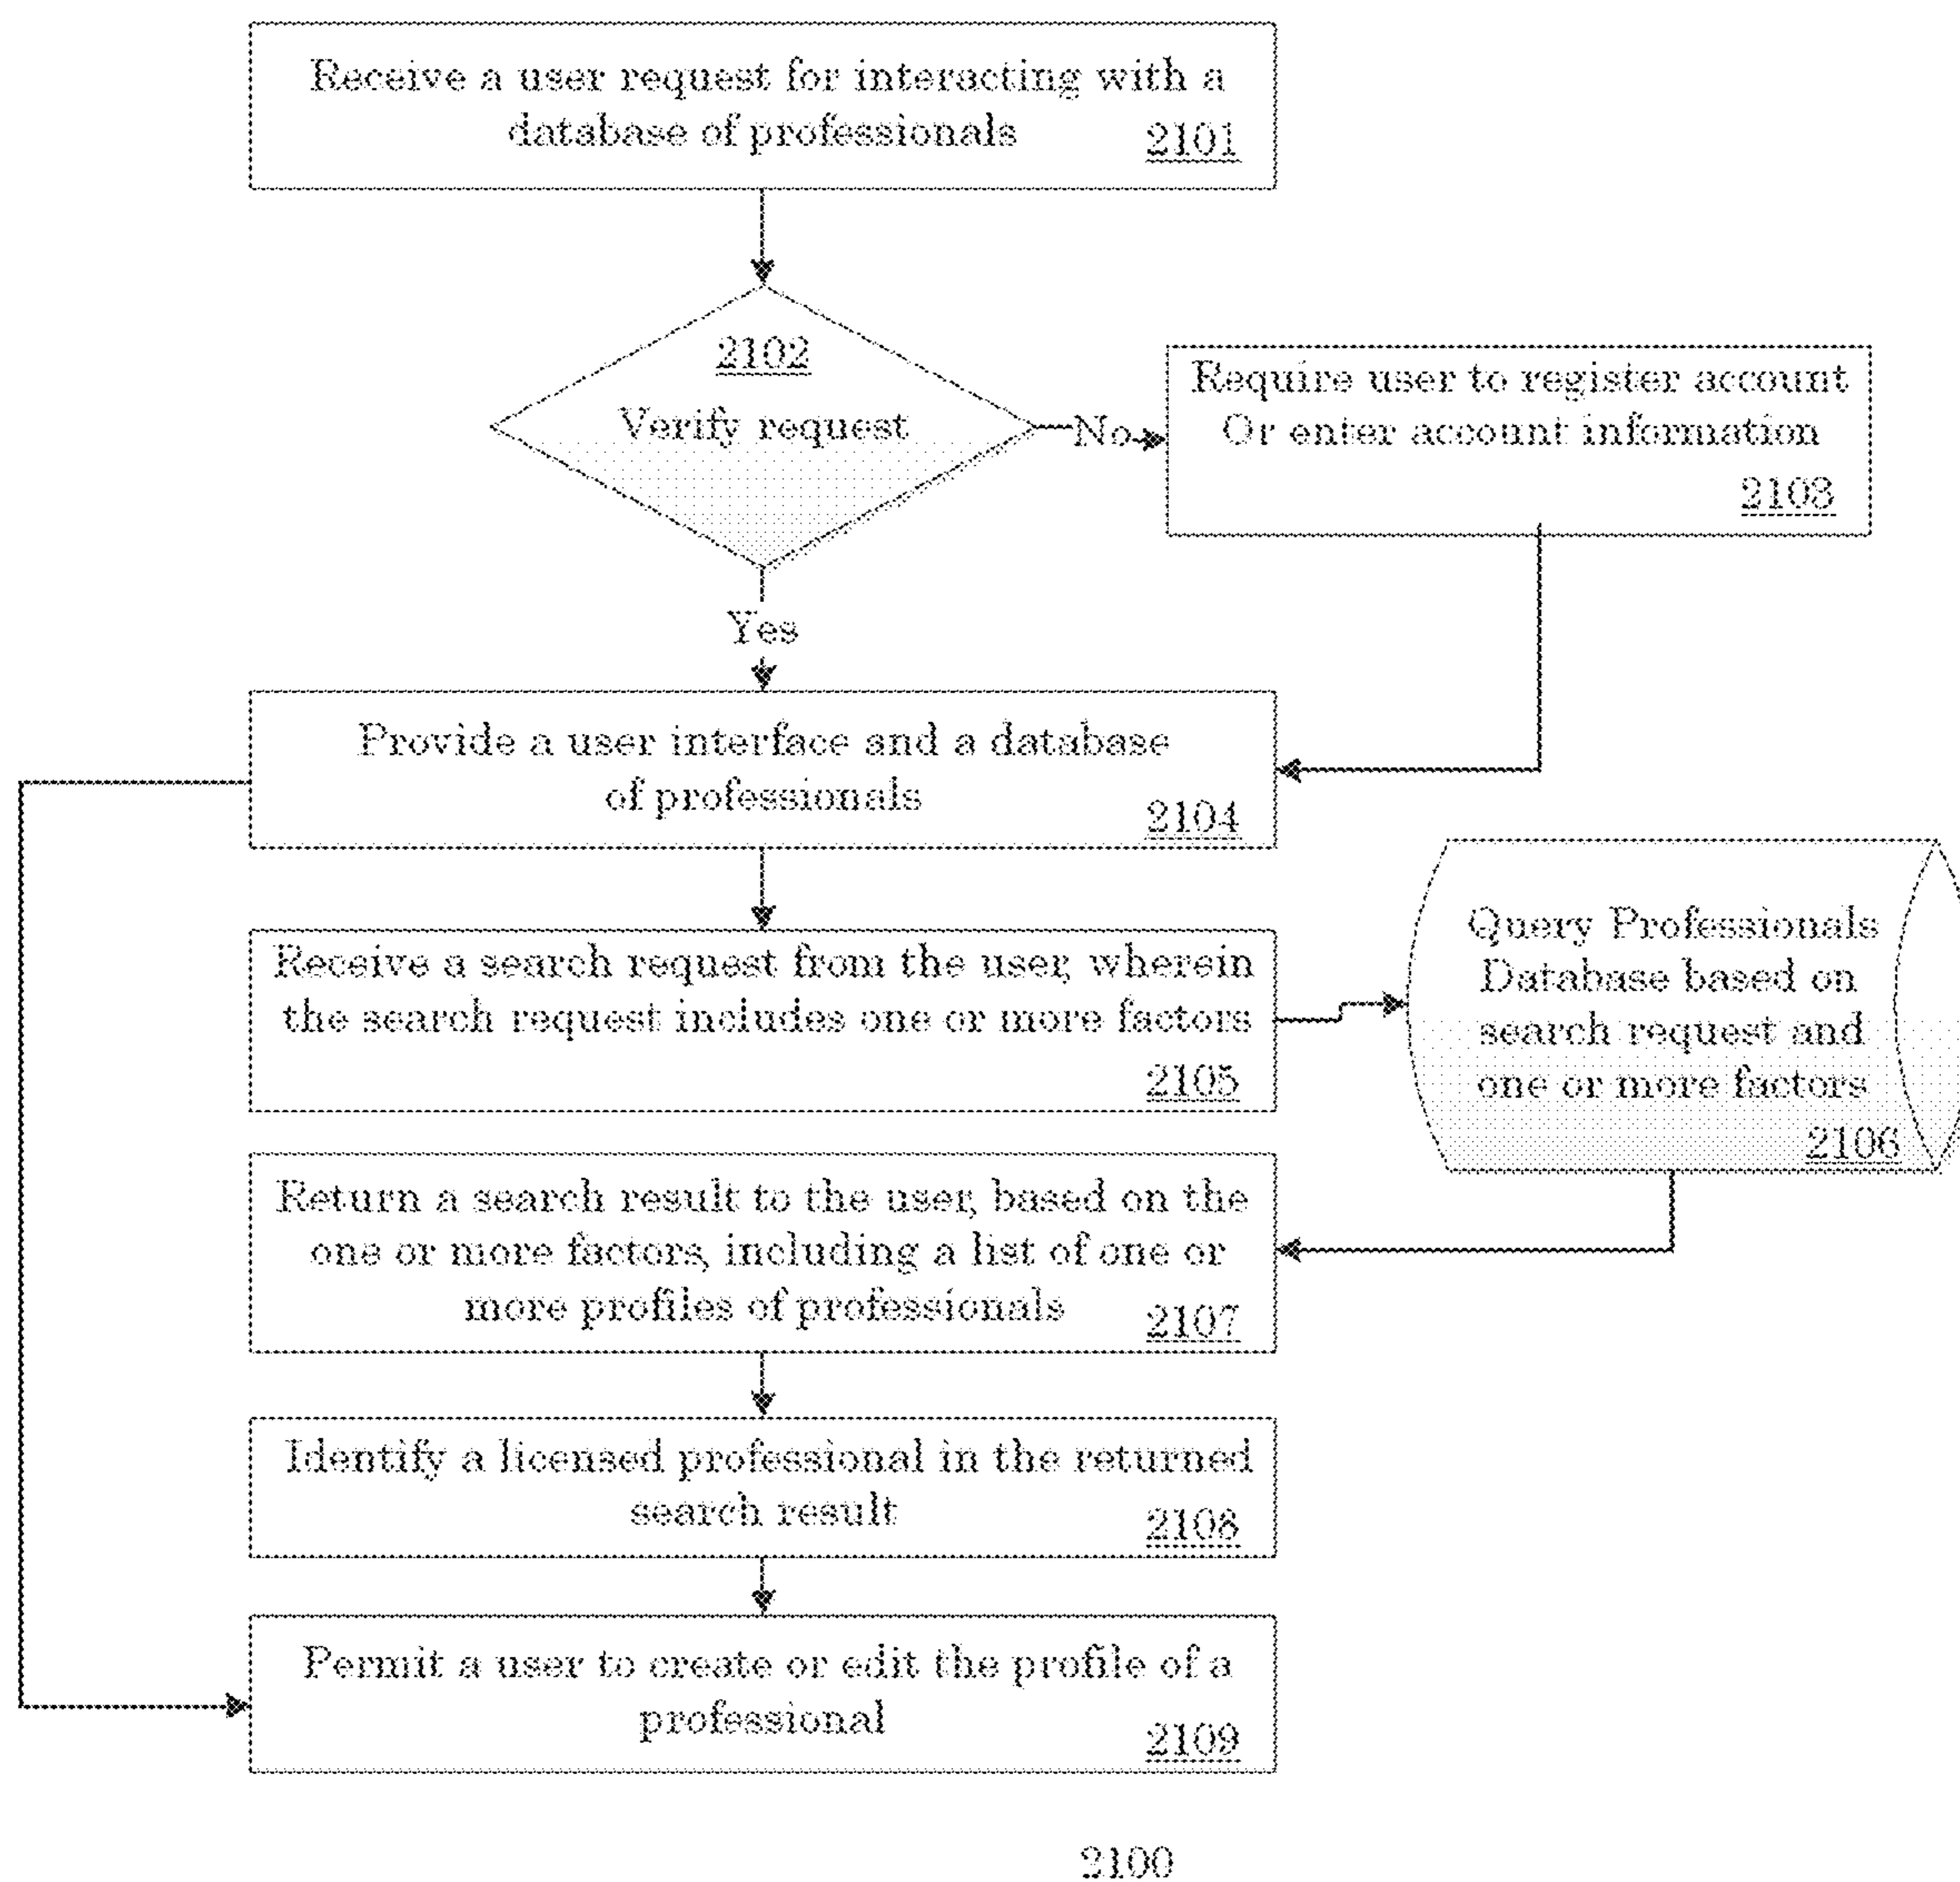 Receive a user request for interacting with a
database of professionals
2101
2102
Verify request
No
Require user to register account
Or enter account information
2103
Yes
Provide a user interface and a database
of professionals
2104
Receive a search request from the user, wherein
the search request includes one or more factors
2105
Query Professionals
Database based on
search request and
one or more factors
2106
Return a search result to the user, based on the
one or more factors, including a list of one or
more profiles of professionals
2107
Identify a licensed professional in the returned
search result
2108
Permit a user to create or edit the profile of a
professional
2109
2100